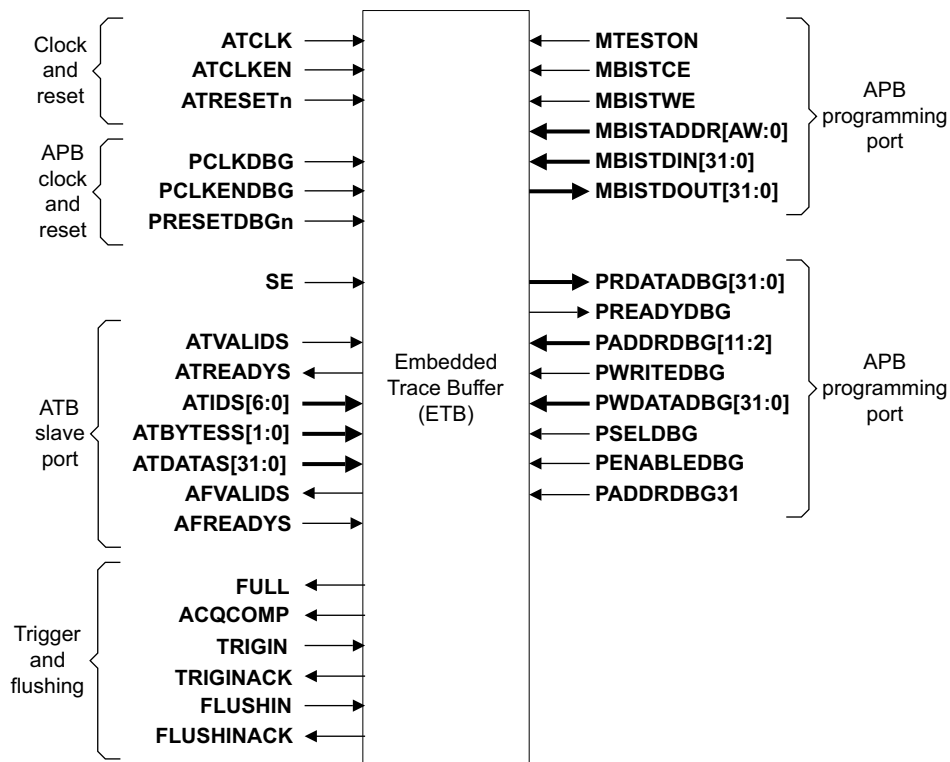 Clock
and
reset
ATCLK
ATCLKEN
ATRESETn
APB
clock
and
reset
PCLKDBG
PCLKENDBG
PRESETDBGn
SE
ATB
slave
port
ATVALIDS
ATREADYS
ATIDS[6:0]
ATBYTESS[1:0]
ATDATAS[31:0]
AFVALIDS
AFREADYS
Trigger
and
flushing
FULL
ACQCOMP
TRIGIN
TRIGINACK
FLUSHIN
FLUSHINACK
Embedded
Trace Buffer
(ETB)
MTESTON
MBISTCE
MBISTWE
MBISTADDR[AW:0]
MBISTDIN[31:0]
MBISTDOUT[31:0]
APB
programming
port
PRDATADBG[31:0]
PREADYDBG
PADDRDBG[11:2]
PWRITEDBG
PWDATADBG[31:0]
PSELDBG
PENABLEDBG
PADDRDBG31
APB
programming
port